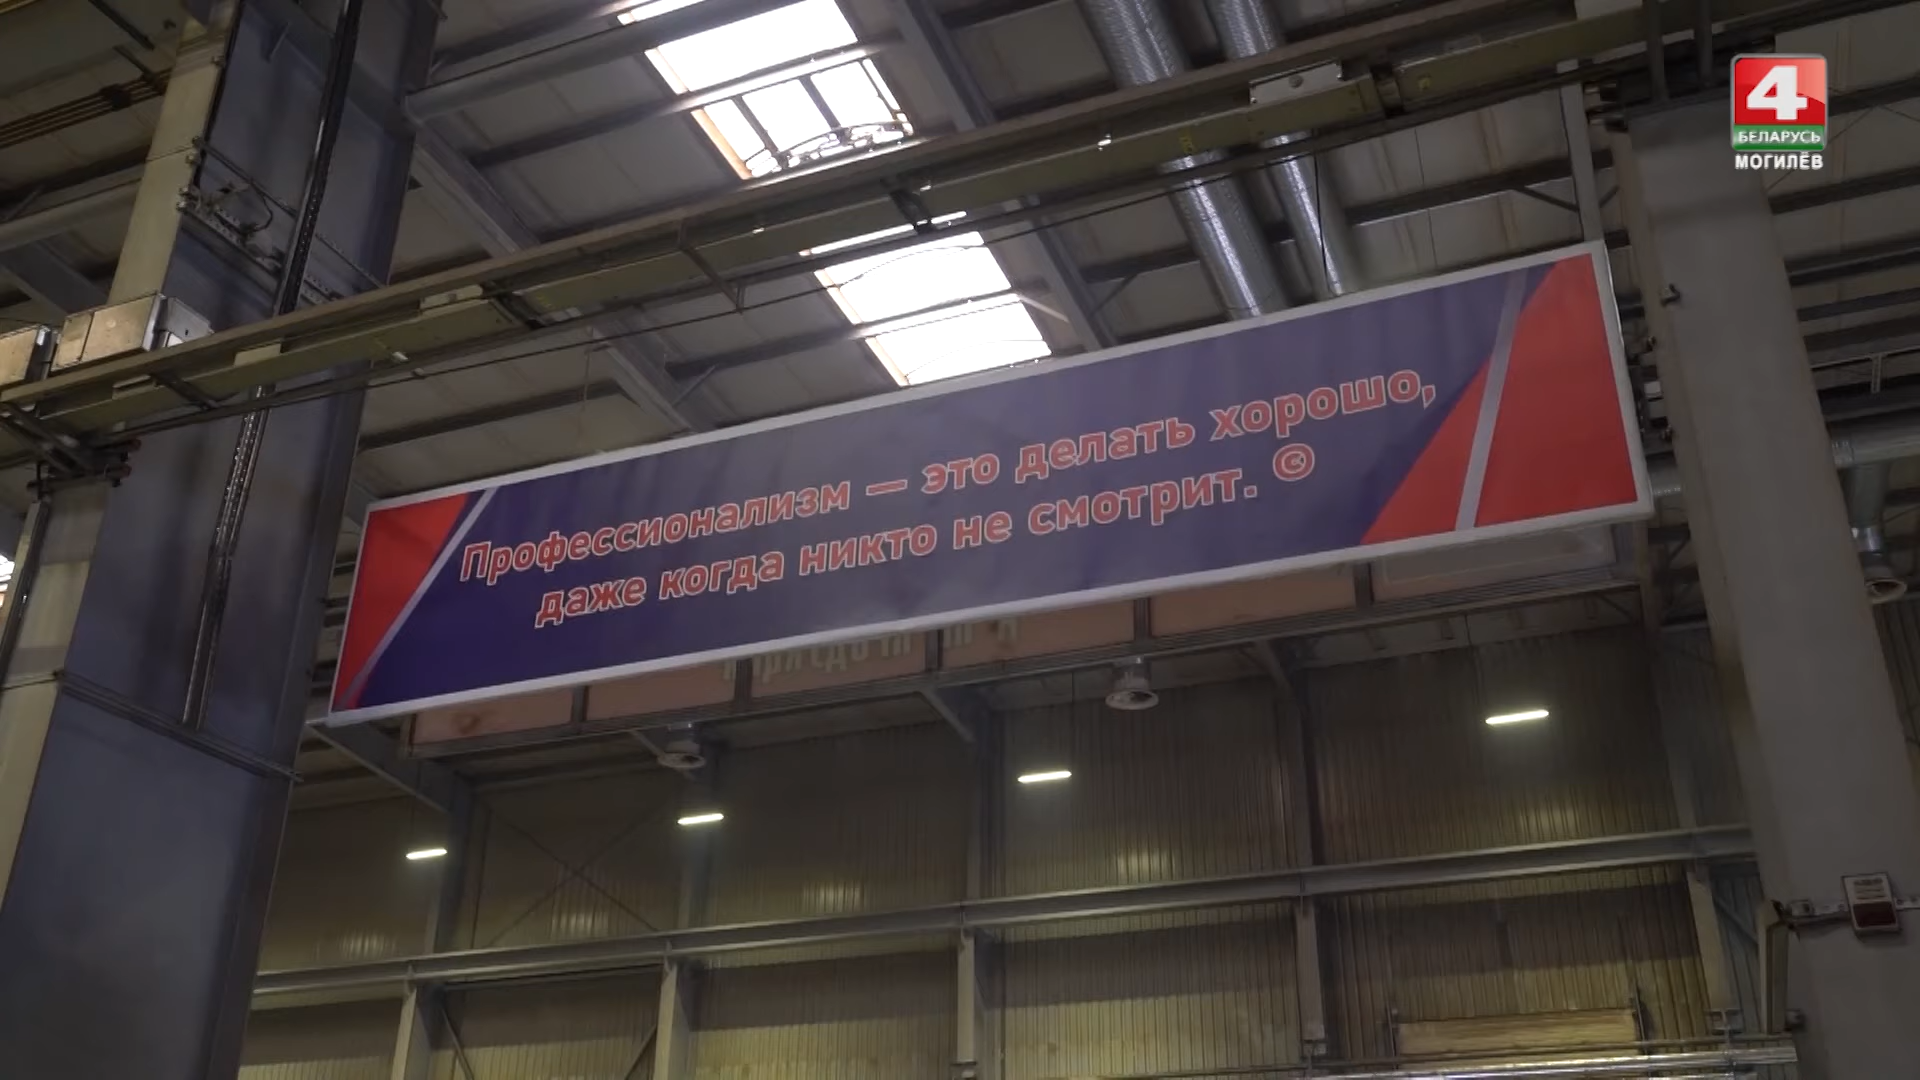 4
БЕЛАРУСЬ
МОГИЛЁВ
Профессионализм — это делать хорошо,
даже когда никто не смотрит. ©